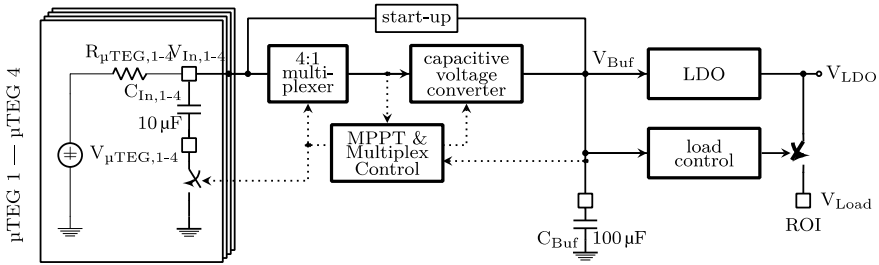 start-up
R_µTEG,1-4
V_In,1-4
4:1
multi-
plexer
capacitive
voltage
converter
V_Buf
LDO
V_LDO
C_In,1-4
10 µF
MPPT &
Multiplex
Control
load
control
V_µTEG,1-4
µTEG 1 — µTEG 4
V_Load
ROI
C_Buf
100 µF